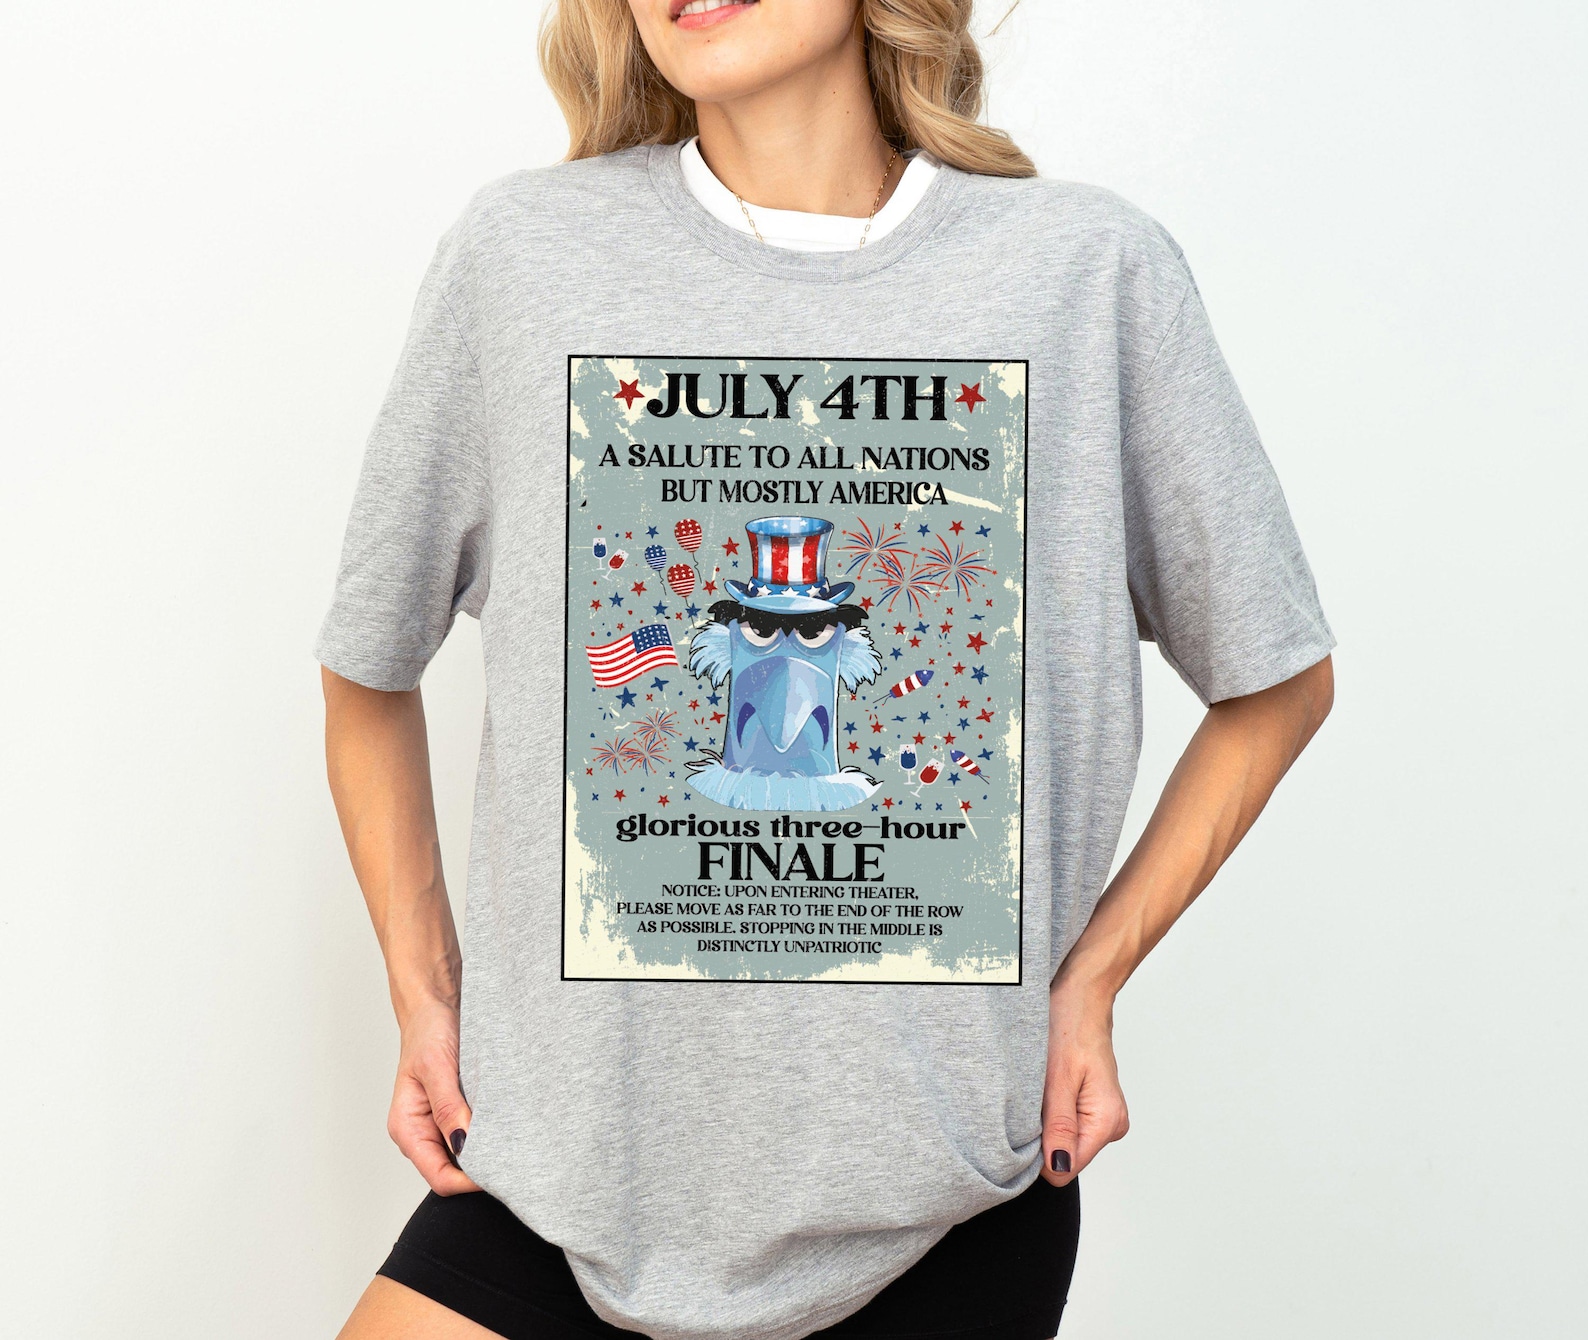 JULY 4TH
A SALUTE TO ALL NATIONS
BUT MOSTLY AMERICA
glorious three-hour
FINALE
NOTICE: UPON ENTERING THEATER,
PLEASE MOVE AS FAR TO THE END OF THE ROW
AS POSSIBLE. STOPPING IN THE MIDDLE IS
DISTINCTLY UNPATRIOTIC